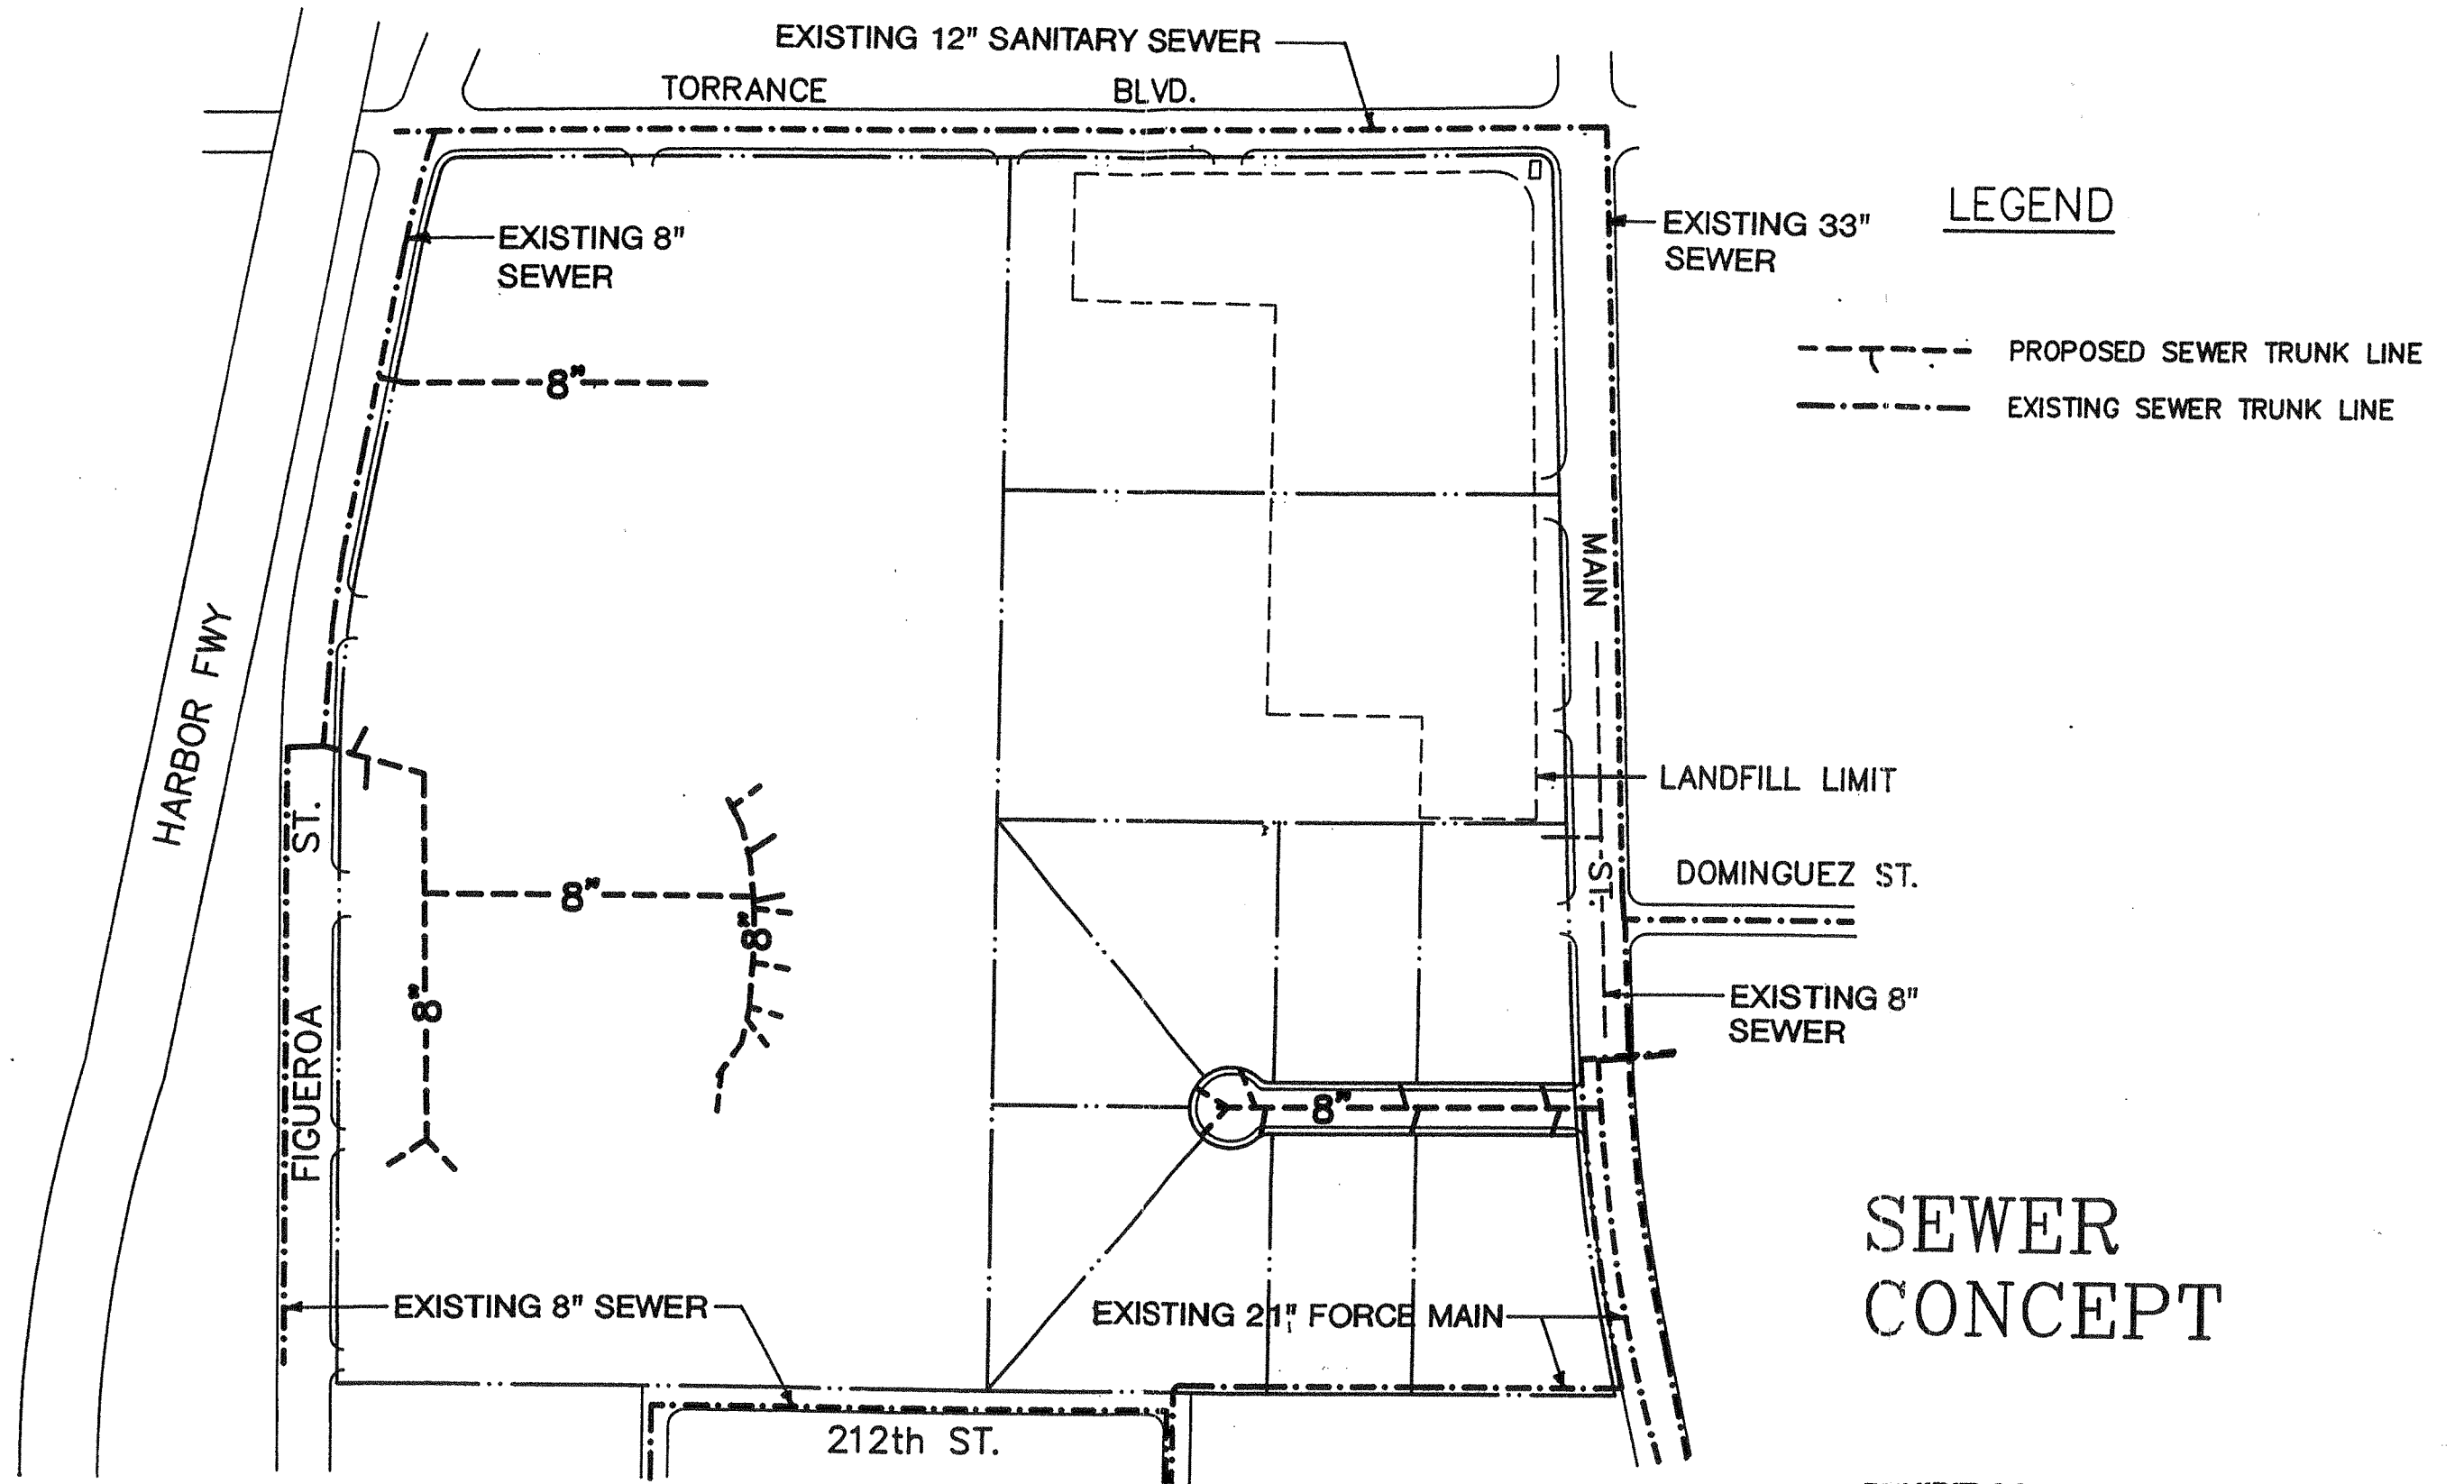 EXISTING 12" SANITARY SEWER
TORRANCE BLVD.
EXISTING 8"
SEWER
EXISTING 33"
SEWER
LEGEND
PROPOSED SEWER TRUNK LINE
EXISTING SEWER TRUNK LINE
8"
MAIN ST.
HARBOR FWY
LANDFILL LIMIT
DOMINGUEZ ST.
8"
8"
8"
FIGUEROA ST.
EXISTING 8"
SEWER
8"
SEWER
CONCEPT
EXISTING 8" SEWER
EXISTING 21" FORCE MAIN
212th ST.